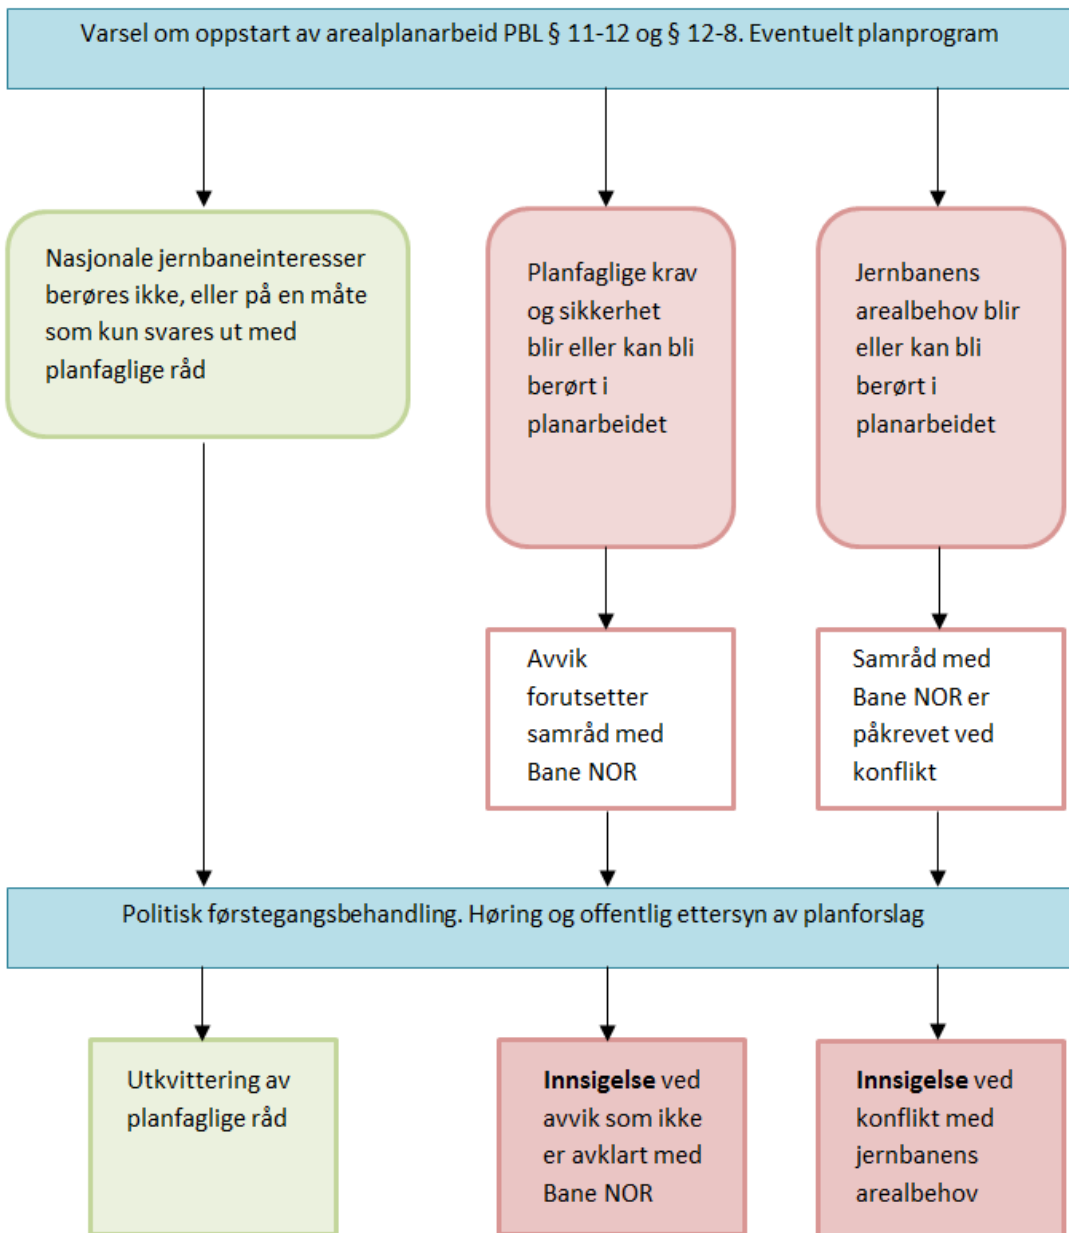 Varsel om oppstart av arealplanarbeid PBL § 11-12 og § 12-8. Eventuelt planprogram
Nasjonale jernbaneinteresser
berøres ikke, eller på en måte
som kun svares ut med
planfaglige råd
Planfaglige krav
og sikkerhet
blir eller kan bli
berørt i
planarbeidet
Jernbanens
arealbehov blir
eller kan bli
berørt i
planarbeidet
Avvik
forutsetter
samråd med
Bane NOR
Samråd med
Bane NOR er
påkrevet ved
konflikt
Politisk førstegangsbehandling. Høring og offentlig ettersyn av planforslag
Utkvittering av
planfaglige råd
Innsigelse ved
avvik som ikke
er avklart med
Bane NOR
Innsigelse ved
konflikt med
jernbanens
arealbehov